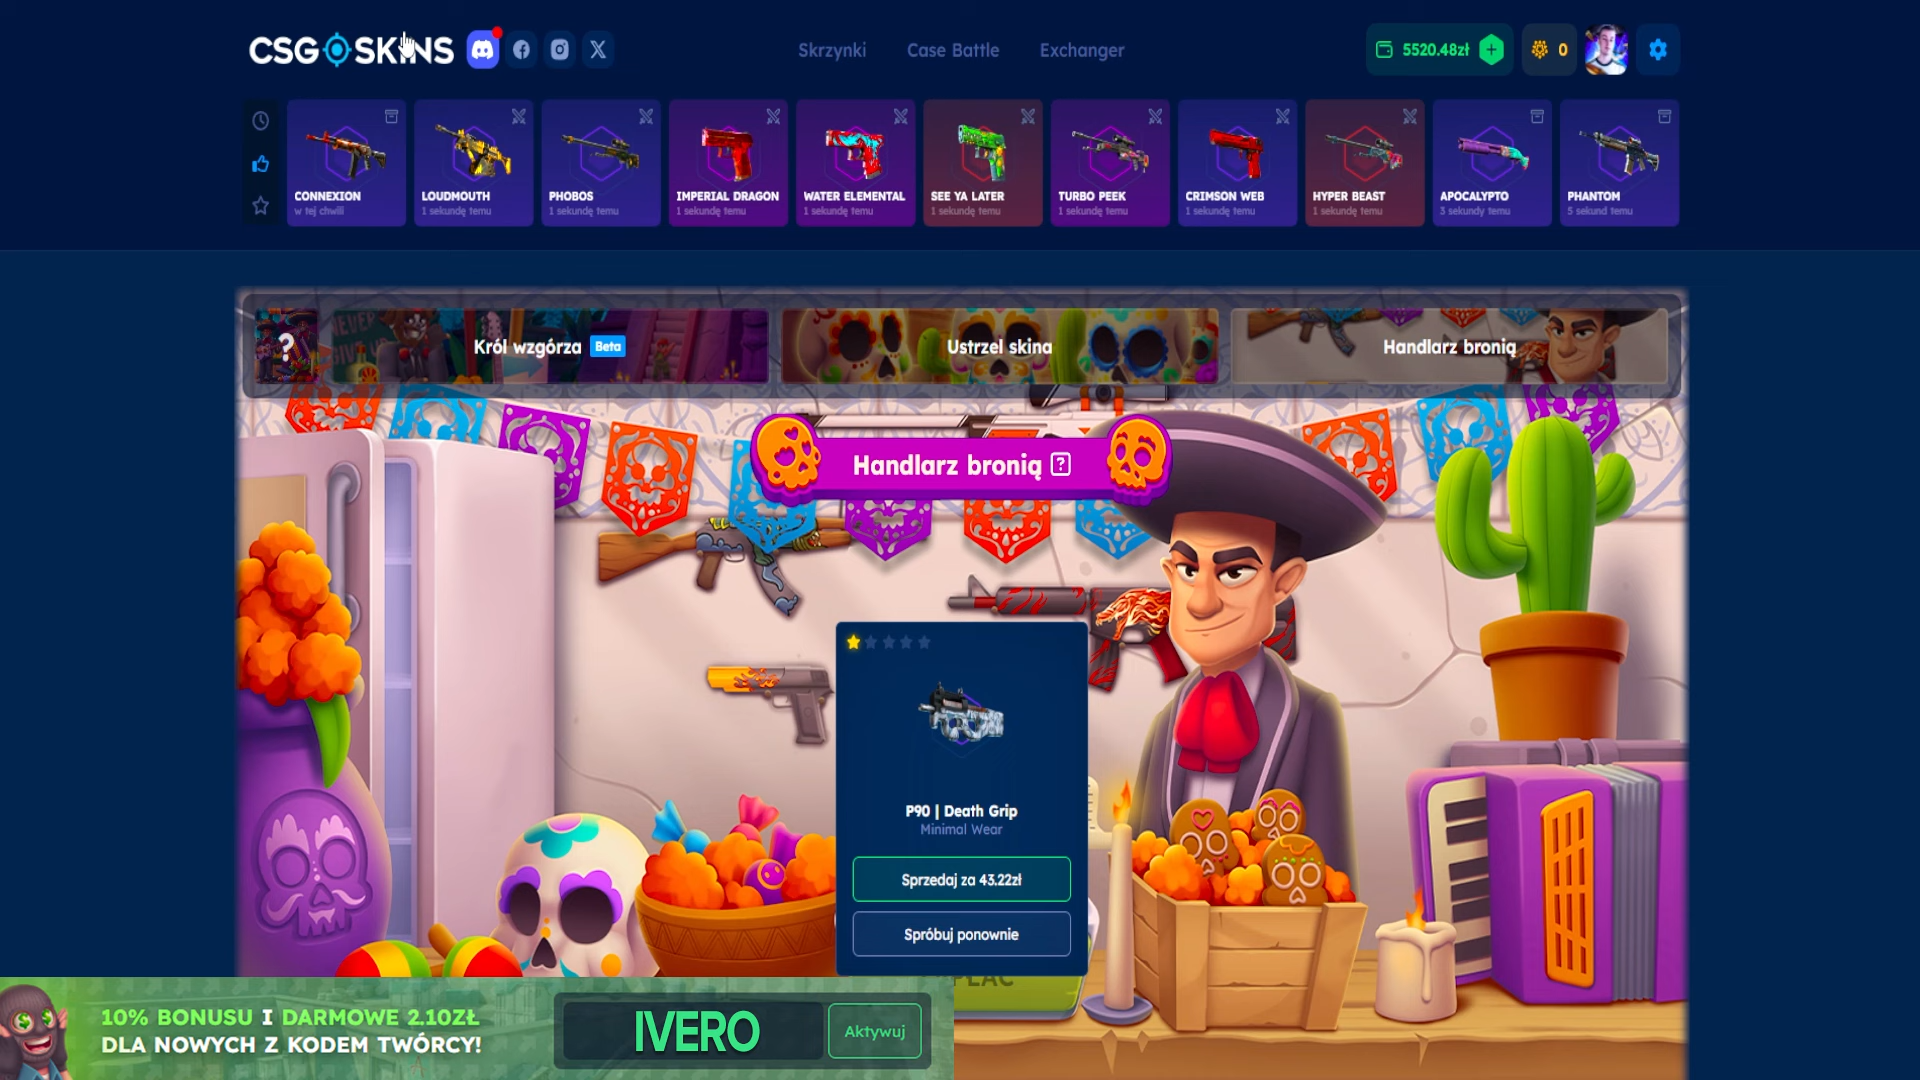 CSGOSKINS
Skrzynki
Case Battle
Exchanger
5520.48zł
0
CONNEXION
w tej chwili
LOUDMOUTH
1 sekundę temu
PHOBOS
1 sekundę temu
IMPERIAL DRAGON
1 sekundę temu
WATER ELEMENTAL
1 sekundę temu
SEE YA LATER
1 sekundę temu
TURBO PEEK
1 sekundę temu
CRIMSON WEB
1 sekundę temu
HYPER BEAST
1 sekundę temu
APOCALYPTO
3 sekundy temu
PHANTOM
5 sekund temu
?
NEVER
GIVE UP
Król wzgórza Beta
Ustrzel skina
Handlarz bronią
Handlarz bronią ?
P90 | Death Grip
Minimal Wear
Sprzedaj za 43.22zł
Spróbuj ponownie
10% BONUSU I DARMOWE 2.10ZŁ
DLA NOWYCH Z KODEM TWÓRCY!
IVERO
Aktywuj